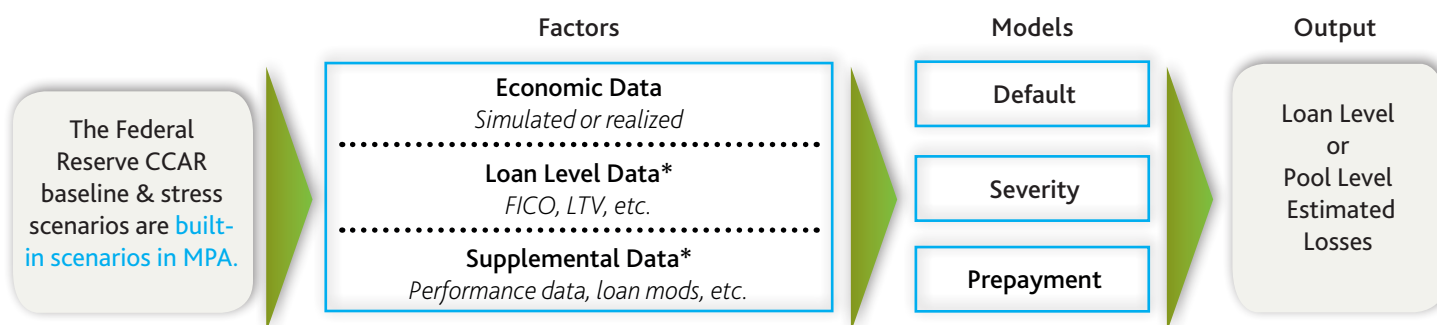 Factors
Models
Output
The Federal
Reserve CCAR
baseline & stress
scenarios are built-
in scenarios in MPA.
Economic Data
Simulated or realized
Loan Level Data*
FICO, LTV, etc.
Supplemental Data*
Performance data, loan mods, etc.
Default
Severity
Prepayment
Loan Level
or
Pool Level
Estimated
Losses